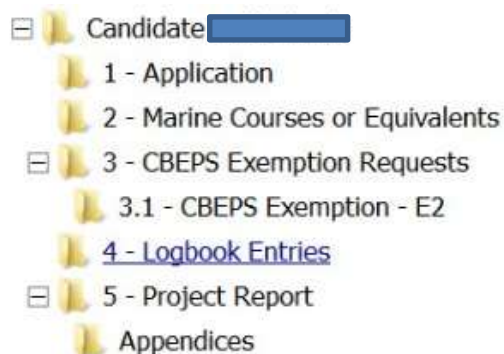 Candidate
1 - Application
2 - Marine Courses or Equivalents
3 - CBEPS Exemption Requests
3.1 - CBEPS Exemption - E2
4 - Logbook Entries
5 - Project Report
Appendices